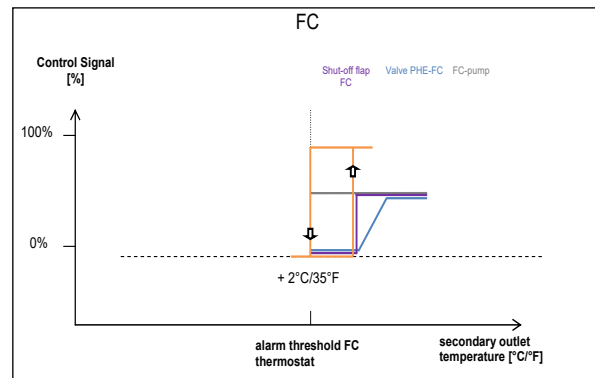 FC
Control Signal
[%]
Shut-off flap
FC
Valve PHE-FC
FC-pump
100%
0%
+ 2°C/35°F
alarm threshold FC
thermostat
secondary outlet
temperature [°C/°F]